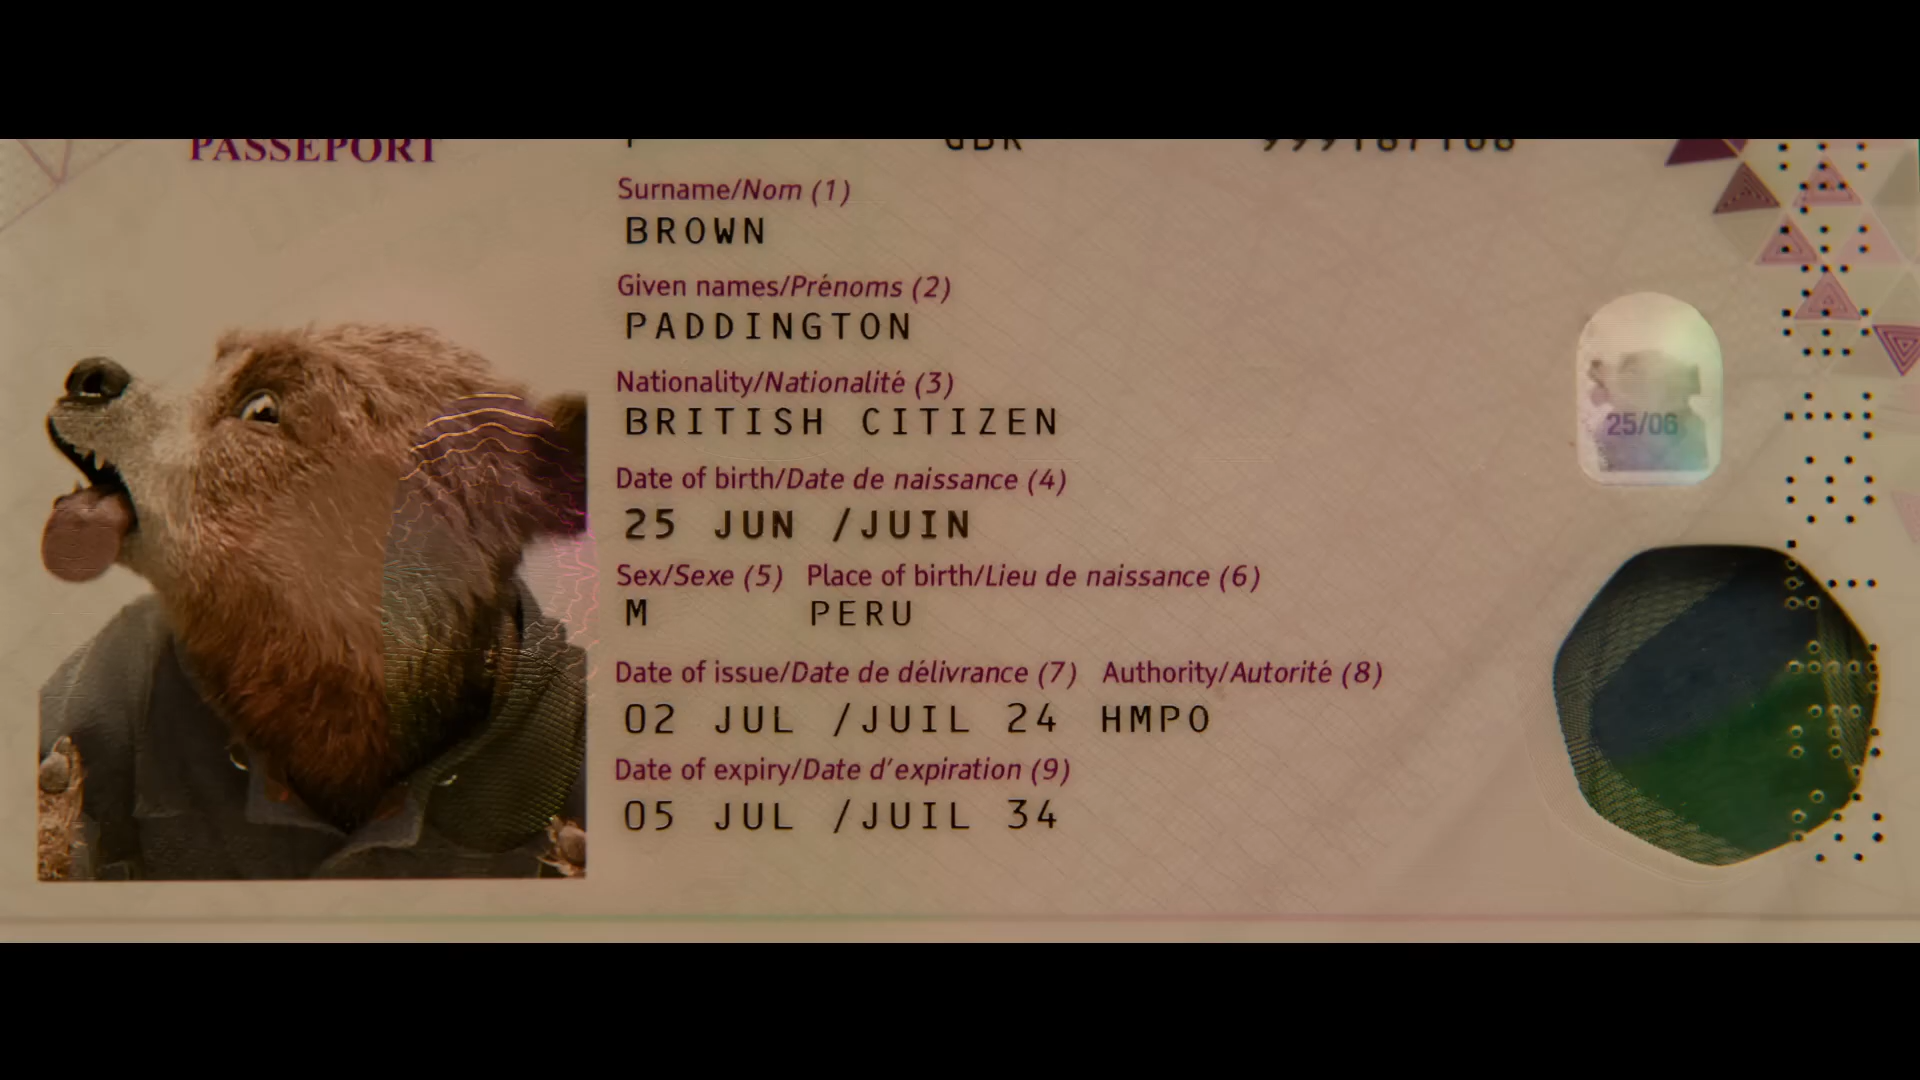 PASSEPORT
GBR
Surname/Nom (1)
BROWN
Given names/Prénoms (2)
PADDINGTON
Nationality/Nationalité (3)
BRITISH CITIZEN
Date of birth/Date de naissance (4)
25 JUN /JUIN
25/06
Sex/Sexe (5) Place of birth/Lieu de naissance (6)
M PERU
Date of issue/Date de délivrance (7) Authority/Autorité (8)
02 JUL /JUIL 24 HMPO
Date of expiry/Date d'expiration (9)
05 JUL /JUIL 34